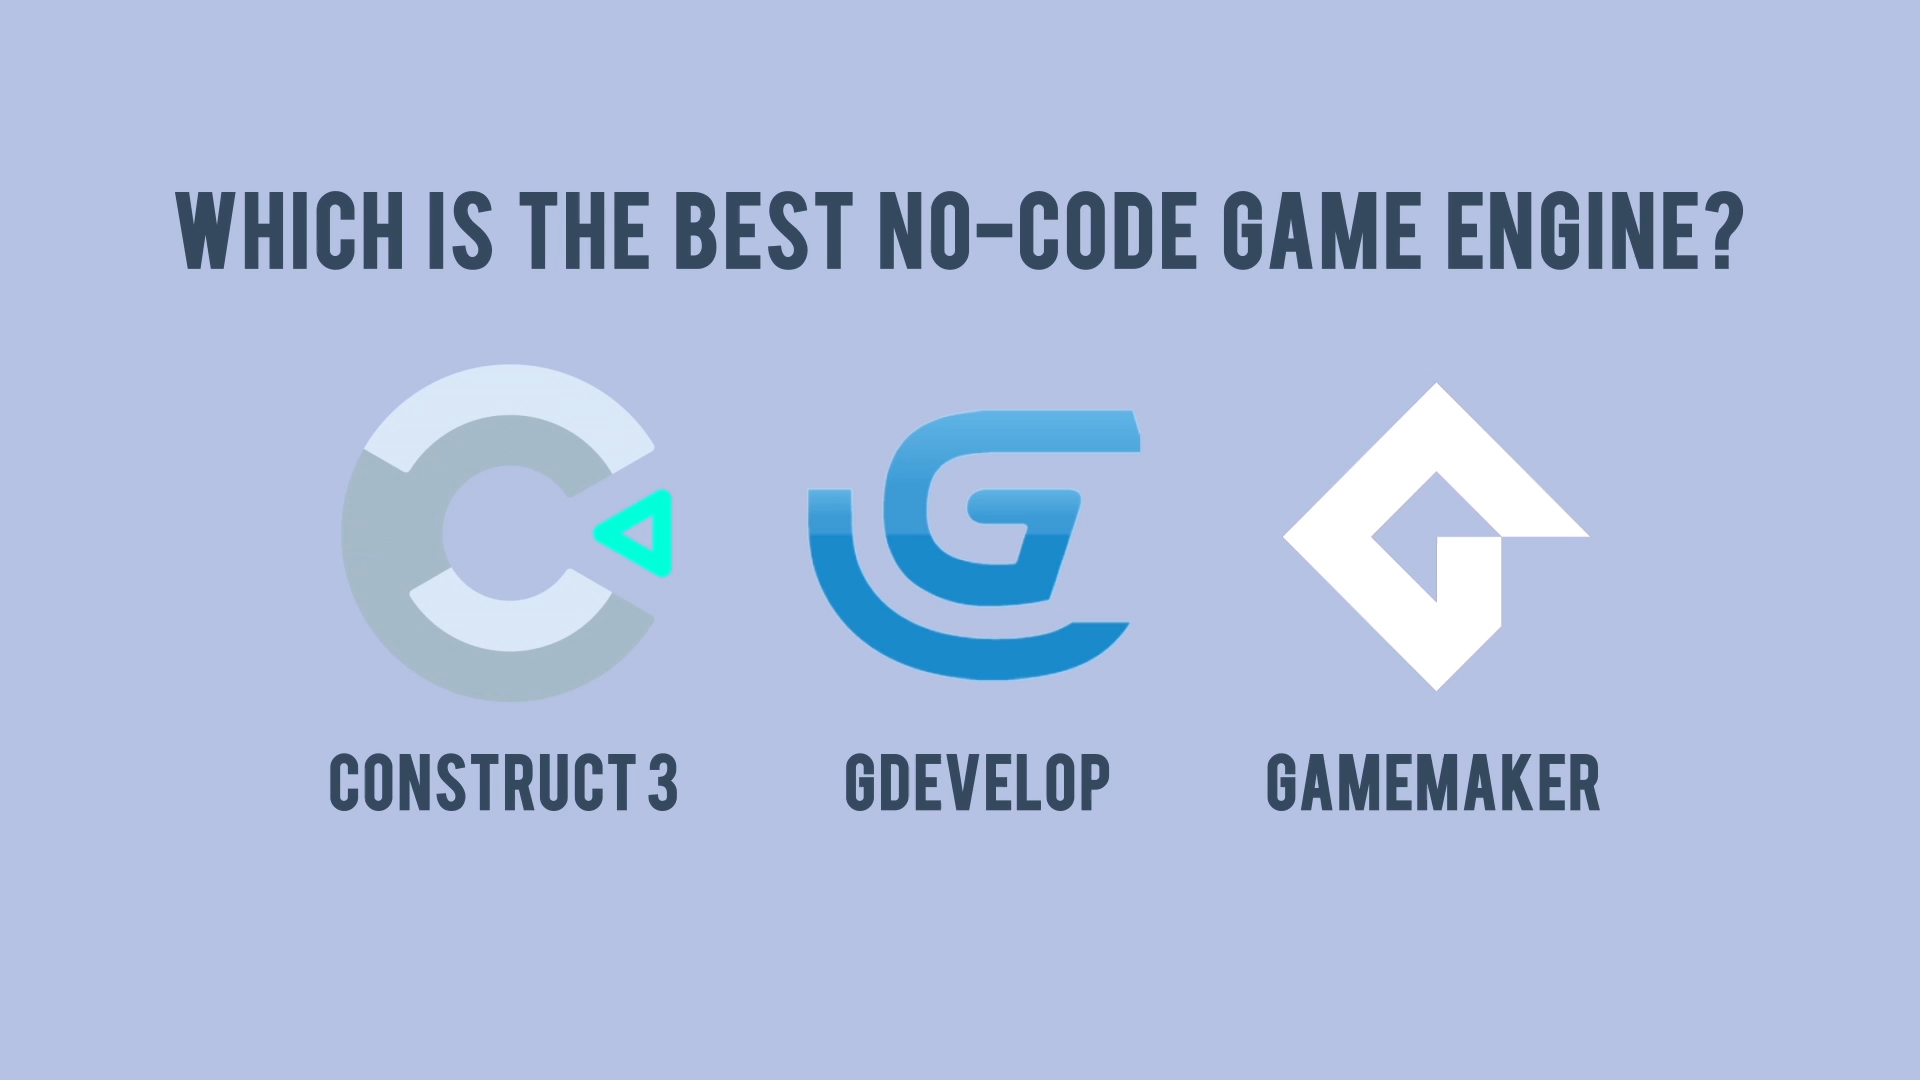 WHICH IS THE BEST NO-CODE GAME ENGINE?
CONSTRUCT 3
GDEVELOP
GAMEMAKER